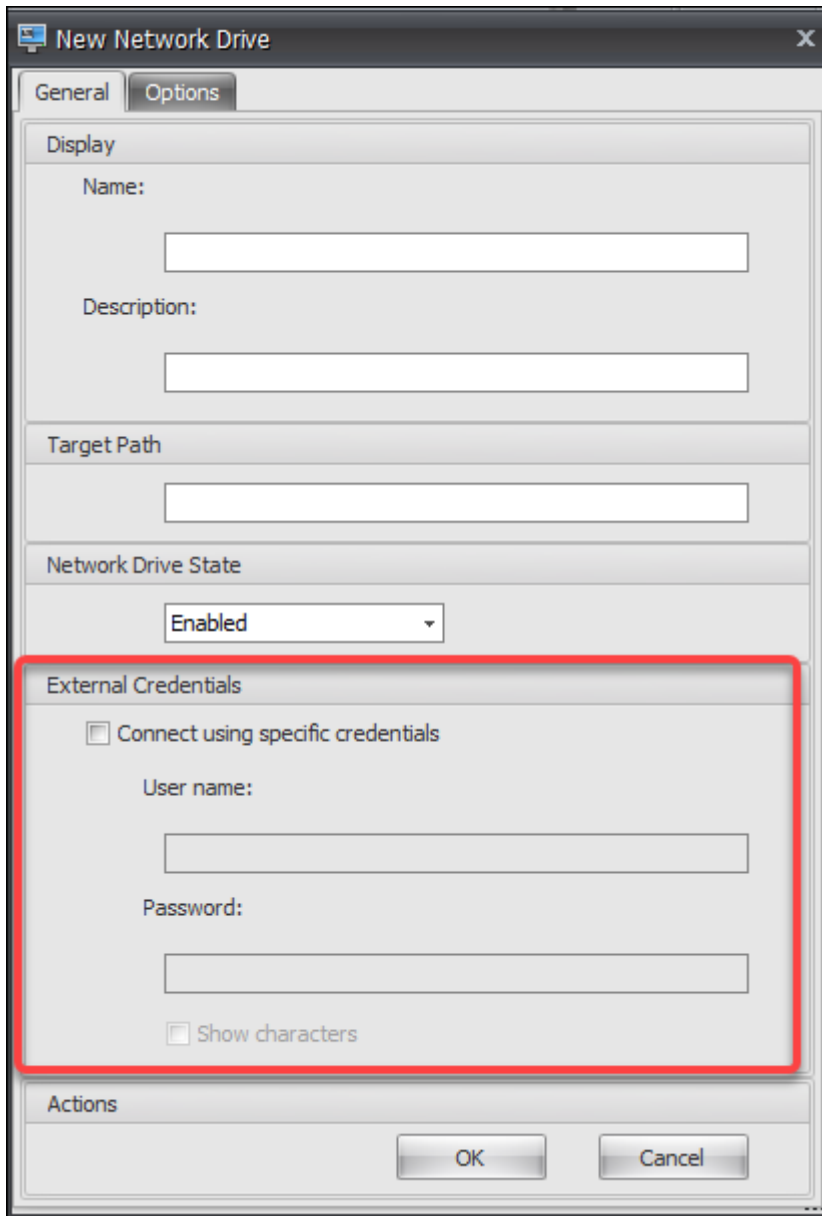 New Network Drive
General Options
Display
Name:
Description:
Target Path
Network Drive State
Enabled
External Credentials
Connect using specific credentials
User name:
Password:
Show characters
Actions
OK Cancel